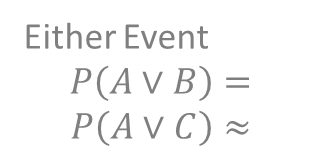 Either Event
P(A ∨ B) =
P(A ∨ C) ≈